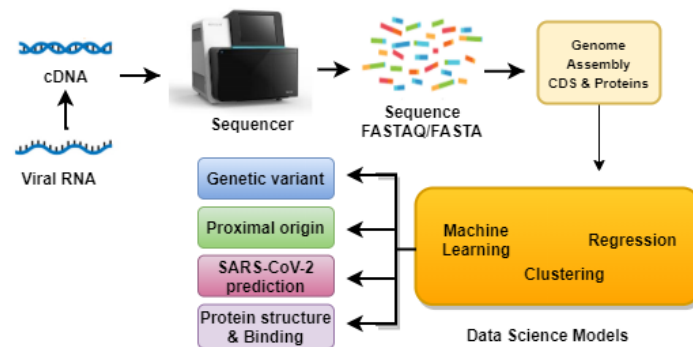 cDNA
Viral RNA
Sequencer
Sequence
FASTAQ/FASTA
Genome
Assembly
CDS & Proteins
Machine
Learning
Regression
Clustering
Data Science Models
Genetic variant
Proximal origin
SARS-CoV-2
prediction
Protein structure
& Binding